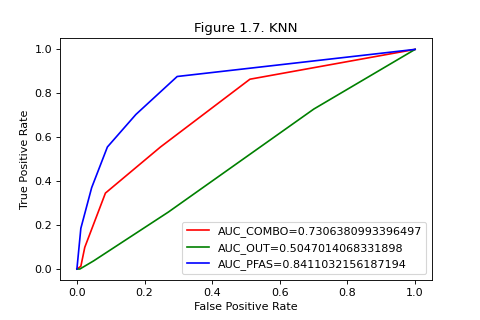 Figure 1.7. KNN
True Positive Rate
1.0
0.8
0.6
0.4
0.2
0.0
AUC_COMBO=0.7306380993396497
AUC_OUT=0.5047014068331898
AUC_PFAS=0.8411032156187194
0.0 0.2 0.4 0.6 0.8 1.0
False Positive Rate